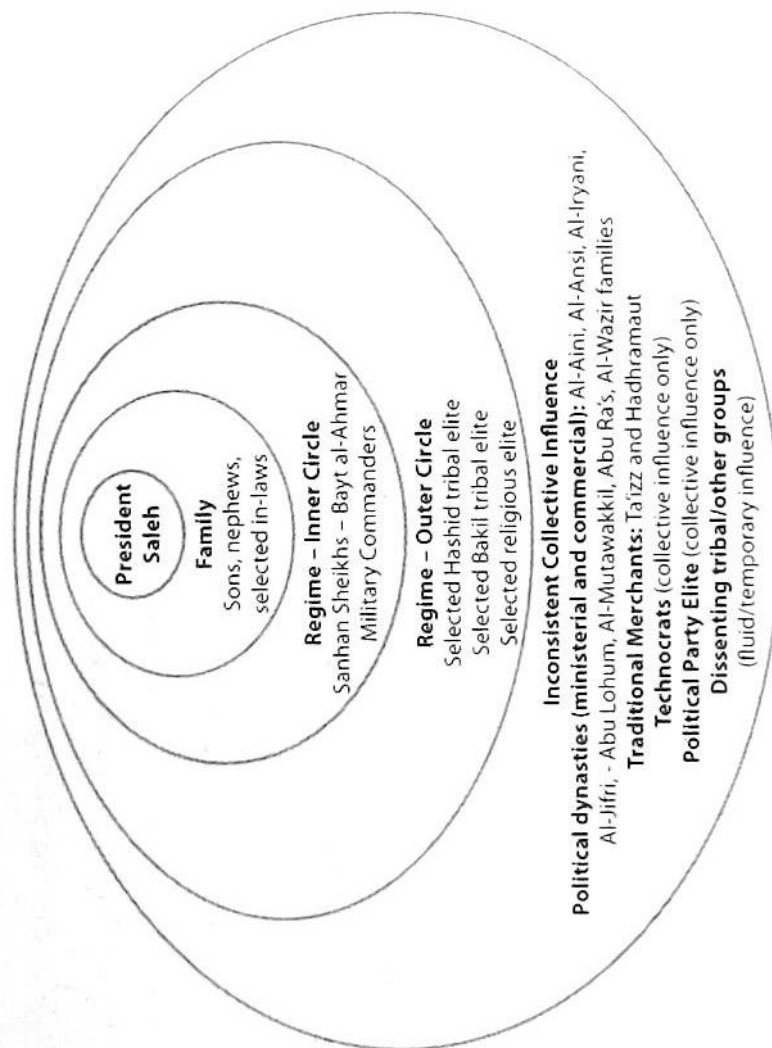 President
Saleh
Family
Sons, nephews,
selected in-laws
Regime – Inner Circle
Sanhan Sheikhs – Bayt al-Ahmar
Military Commanders
Regime – Outer Circle
Selected Hashid tribal elite
Selected Bakil tribal elite
Selected religious elite
Inconsistent Collective Influence
Political dynasties (ministerial and commercial): Al-Aini, Al-Ansi, Al-Iryani,
Al-Jifri, - Abu Lohum, Al-Mutawakkil, Abu Ra's, Al-Wazir families
Traditional Merchants: Ta'izz and Hadhramaut
Technocrats (collective influence only)
Political Party Elite (collective influence only)
Dissenting tribal/other groups
(fluid/temporary influence)